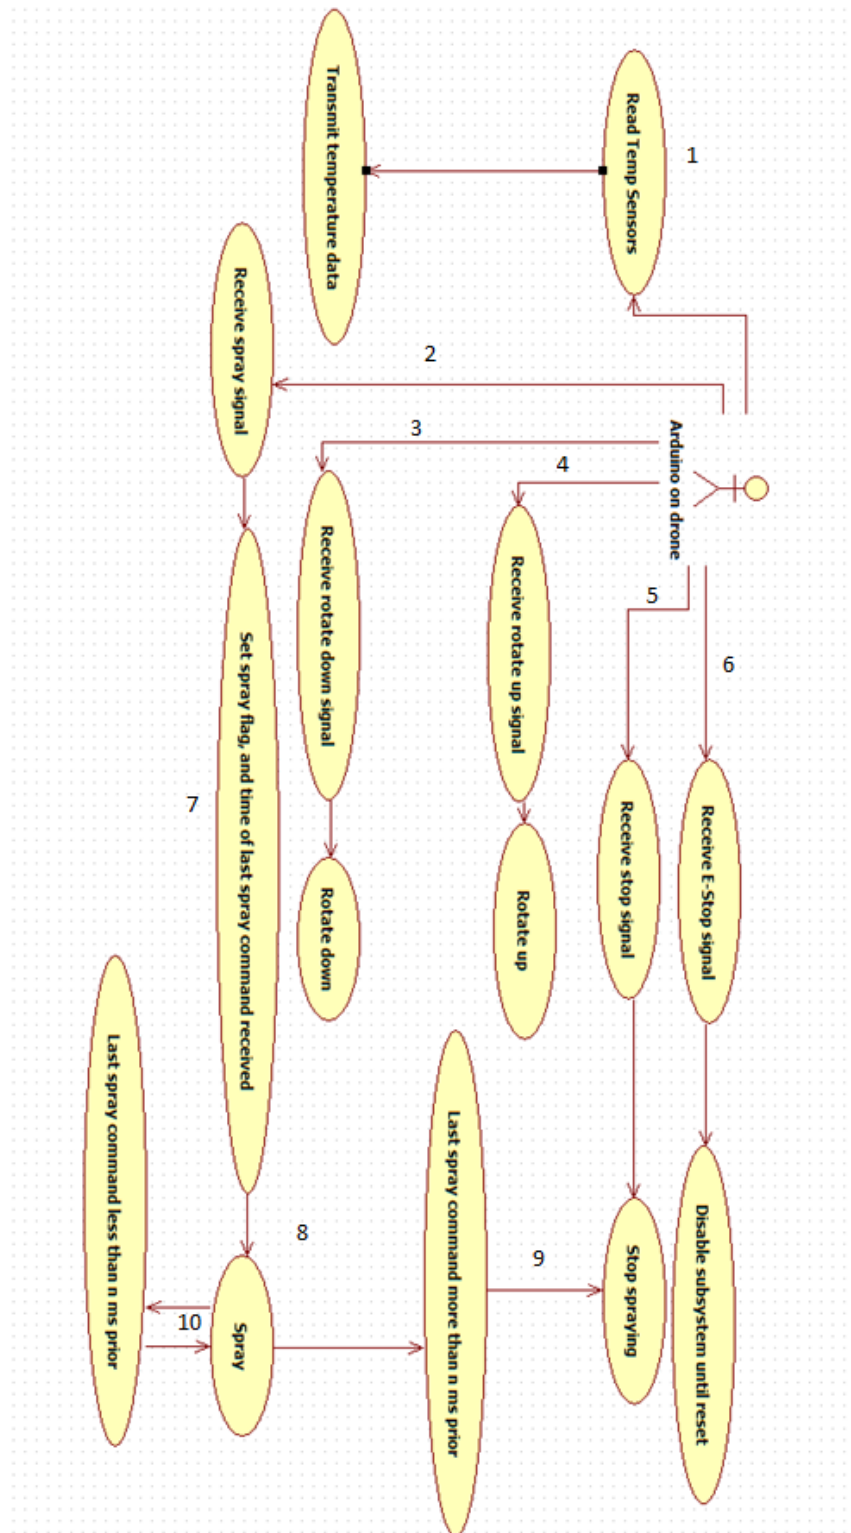 1
Read Temp Sensors
Transmit temperature data
2
Receive spray signal
Arduino on drone
3
4
Receive rotate down signal
Receive rotate up signal
5
6
Receive stop signal
Receive E-Stop signal
7
Set spray flag, and time of last spray command received
Rotate down
Rotate up
8
9
10
Last spray command less than n ms prior
Spray
Last spray command more than n ms prior
Stop spraying
Disable subsystem until reset